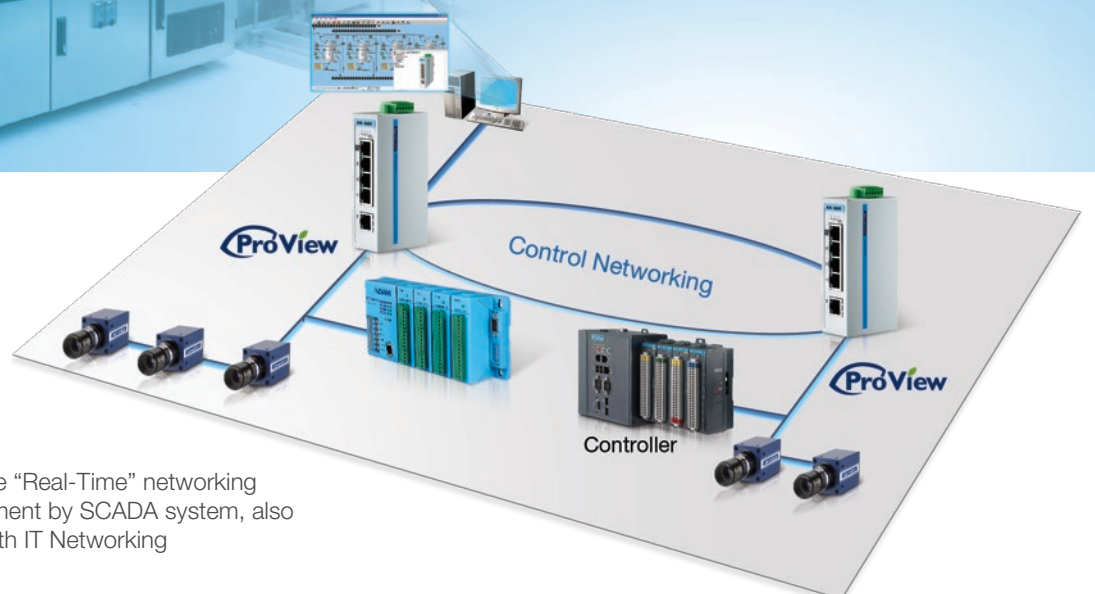 ProView
Control Networking
ProView
Controller
e “Real-Time” networking
ment by SCADA system, also
th IT Networking